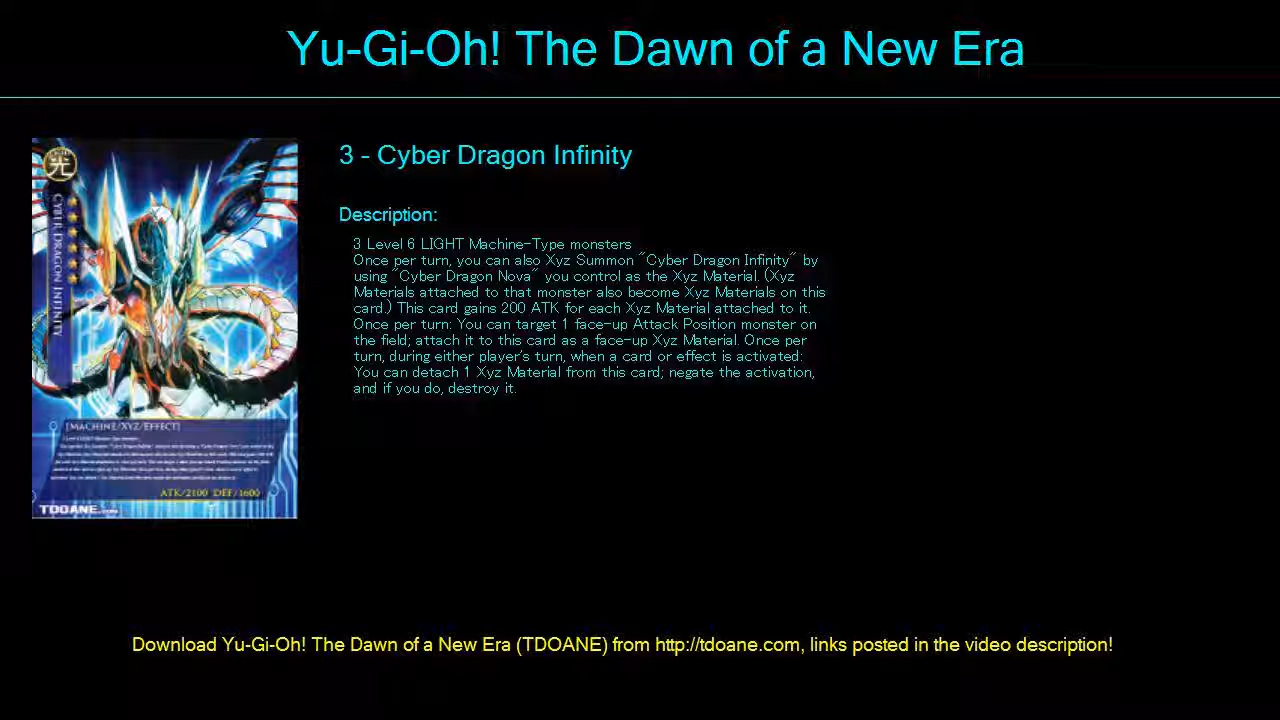 Yu-Gi-Oh! The Dawn of a New Era
3 - Cyber Dragon Infinity
Description:
3 Level 6 LIGHT Machine-Type monsters
Once per turn, you can also Xyz Summon "Cyber Dragon Infinity" by
using "Cyber Dragon Nova" you control as the Xyz Material. (Xyz
Materials attached to that monster also become Xyz Materials on this
card.) This card gains 200 ATK for each Xyz Material attached to it.
Once per turn: You can target 1 face-up Attack Position monster on
the field; attach it to this card as a face-up Xyz Material. Once per
turn, during either player's turn, when a card or effect is activated:
You can detach 1 Xyz Material from this card; negate the activation,
and if you do, destroy it.
光
CYBER DRAGON INFINITY
[MACHINE/XYZ/EFFECT]
ATK/2100 DEF/1600
TDOANE.com
Download Yu-Gi-Oh! The Dawn of a New Era (TDOANE) from http://tdoane.com, links posted in the video description!